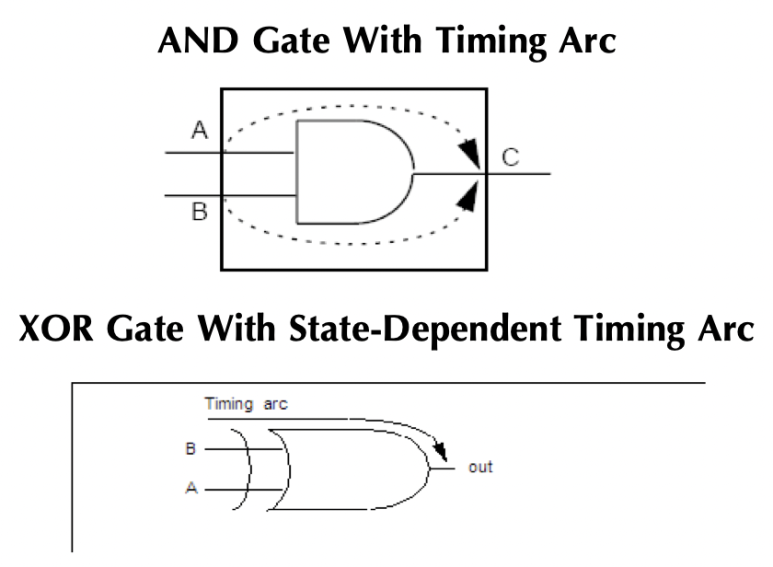 AND Gate With Timing Arc
A
C
B
XOR Gate With State-Dependent Timing Arc
Timing arc
B
out
A